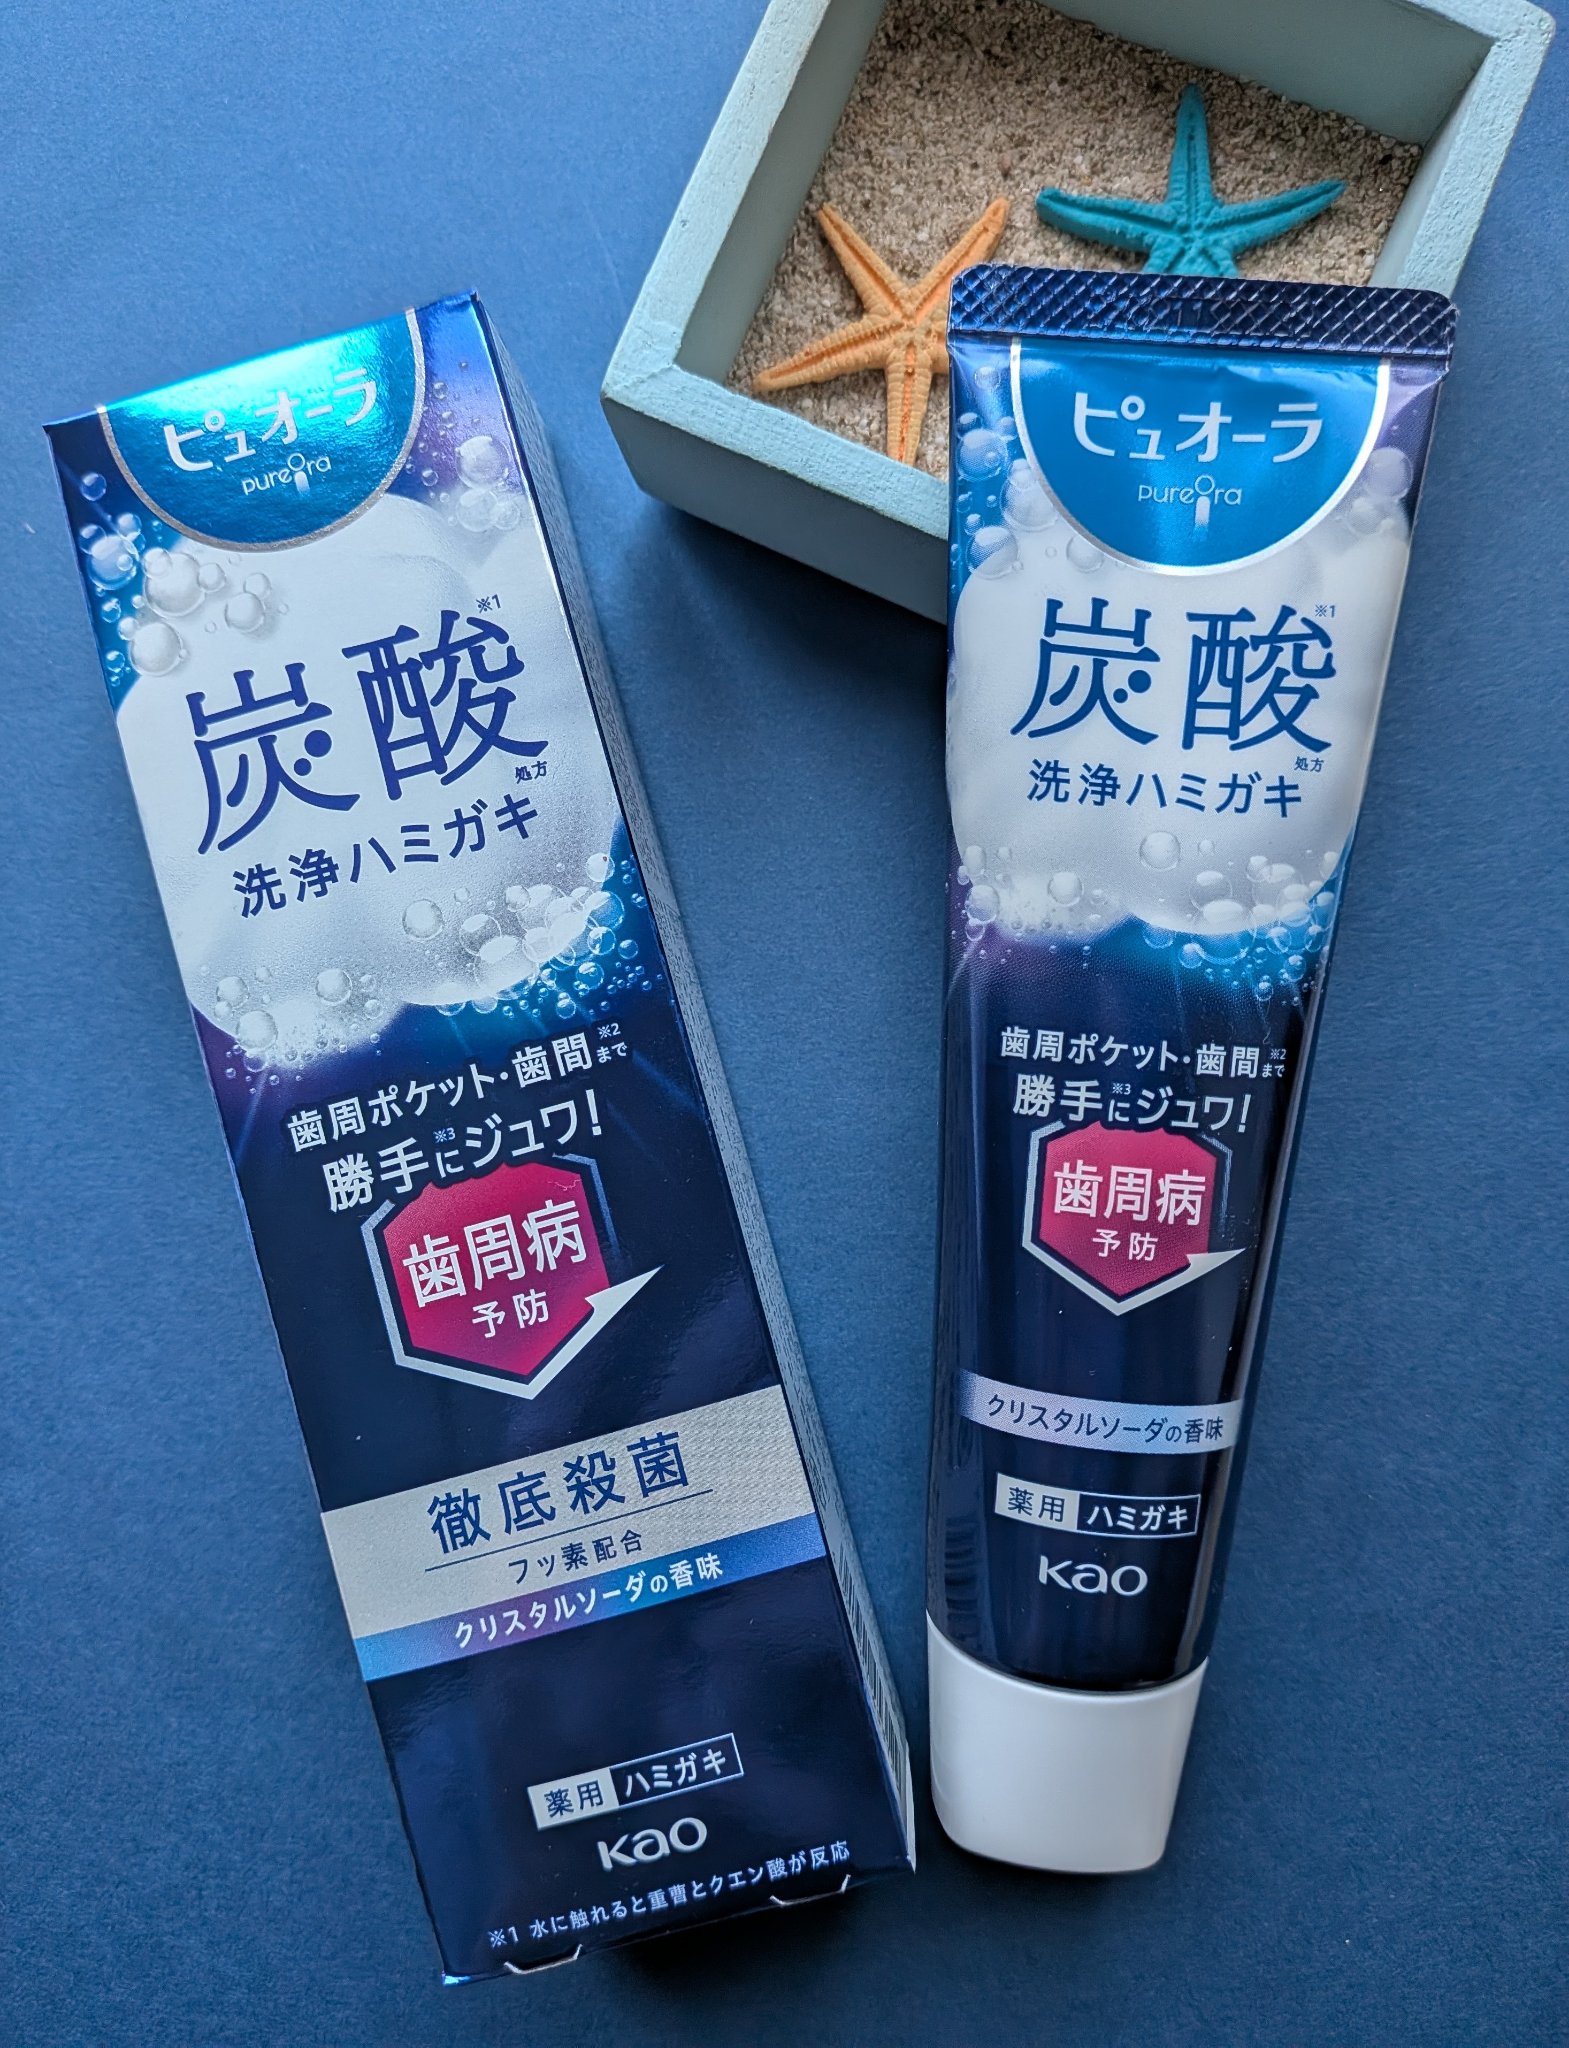 ピュオーラ
pureora
炭酸※1
処方
洗浄ハミガキ
歯周ポケット・歯間※2まで
勝手※3にジュワ!
歯周病
予防
徹底殺菌
フッ素配合
クリスタルソーダの香味
薬用 ハミガキ
Kao
※1 水に触れると重曹とクエン酸が反応
ピュオーラ
pureora
炭酸※1
処方
洗浄ハミガキ
歯周ポケット・歯間※2まで
勝手※3にジュワ!
歯周病
予防
クリスタルソーダの香味
薬用 ハミガキ
Kao